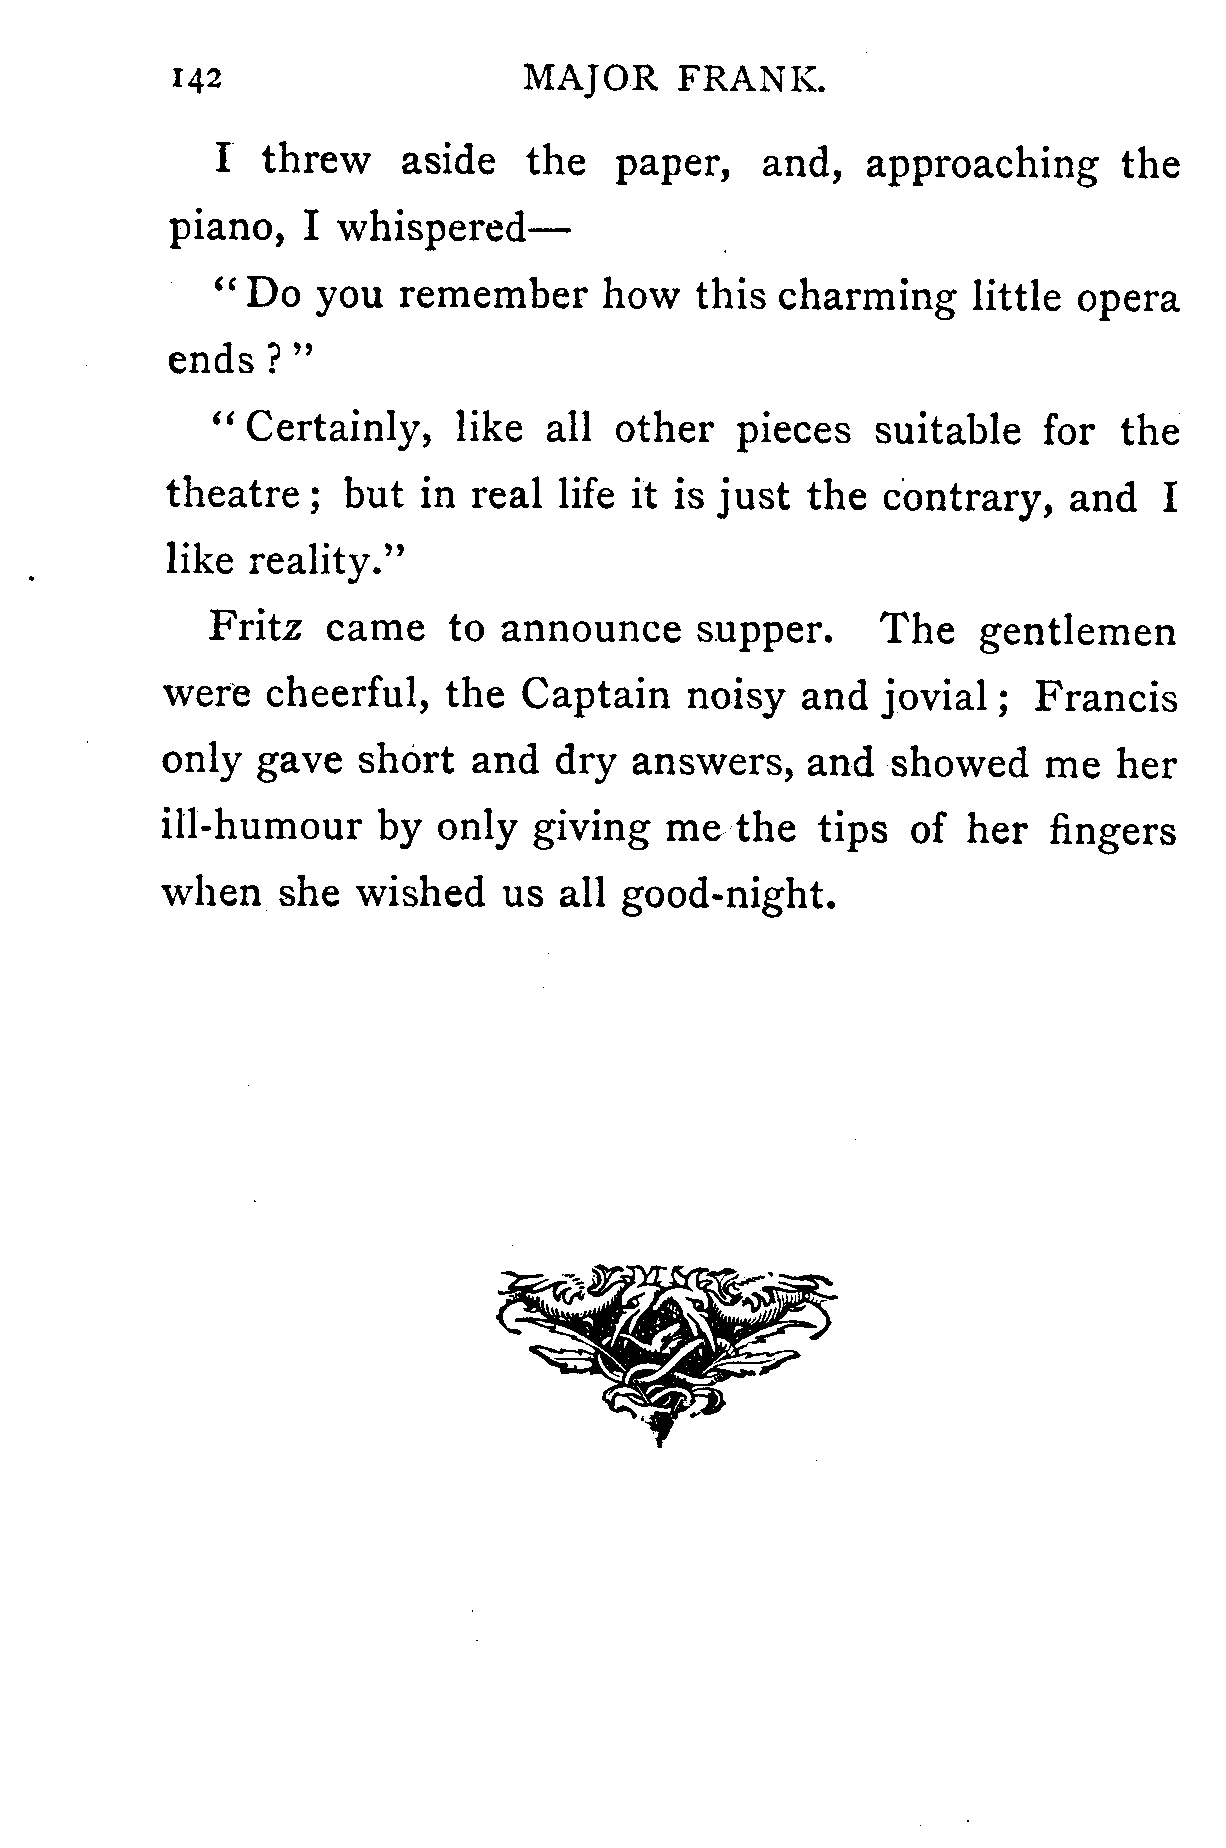 142 MAJOR FRANK.
I threw aside the paper, and, approaching the
piano, I whispered—
“Do you remember how this charming little opera
ends?”
“Certainly, like all other pieces suitable for the
theatre; but in real life it is just the contrary, and I
like reality.”
Fritz came to announce supper. The gentlemen
were cheerful, the Captain noisy and jovial; Francis
only gave short and dry answers, and showed me her
ill-humour by only giving me the tips of her fingers
when she wished us all good-night.